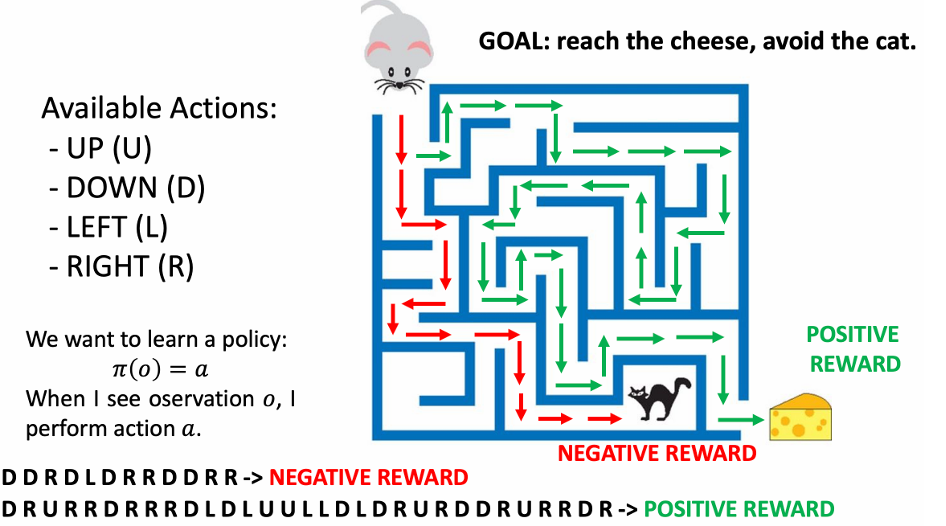 GOAL: reach the cheese, avoid the cat.
Available Actions:
- UP (U)
- DOWN (D)
- LEFT (L)
- RIGHT (R)
We want to learn a policy:
π(o) = a
When I see oservation o, I
perform action a.
POSITIVE
REWARD
NEGATIVE REWARD
D D R D L D R R D D R R -> NEGATIVE REWARD
D R U R R D R R R D L D L U U L L D L D R U R D D R U R R D R -> POSITIVE REWARD